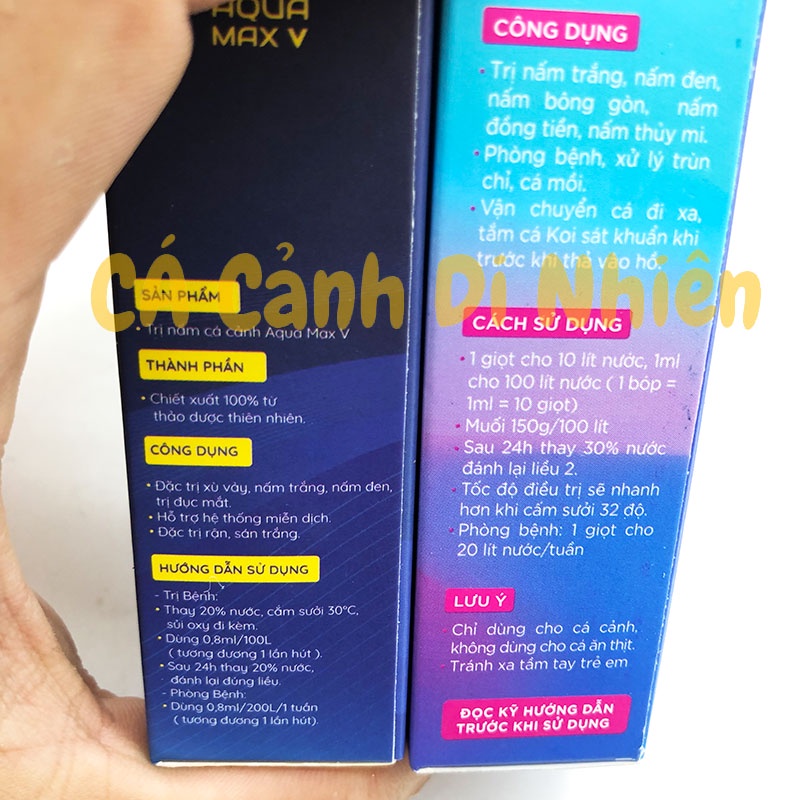 AQUA
MAX V
SẢN PHẨM
• Trị nấm cá cảnh Aqua Max V
THÀNH PHẦN
• Chiết xuất 100% từ
thảo dược thiên nhiên.
CÔNG DỤNG
• Đặc trị xù vảy, nấm trắng, nấm đen,
trị đục mắt.
• Hỗ trợ hệ thống miễn dịch.
• Đặc trị rận, sán trắng.
HƯỚNG DẪN SỬ DỤNG
- Trị Bệnh:
• Thay 20% nước, cắm sưởi 30°C,
sủi oxy đi kèm.
• Dùng 0,8ml/100L
( tương đương 1 lần hút ).
• Sau 24h thay 20% nước,
đánh lại đúng liều.
- Phòng Bệnh:
• Dùng 0,8ml/200L/1 tuần
( tương đương 1 lần hút).
CÔNG DỤNG
• Trị nấm trắng, nấm đen,
nấm bông gòn, nấm
đồng tiền, nấm thủy mi.
• Phòng bệnh, xử lý trùn
chỉ, cá mồi.
• Vận chuyển cá đi xa,
tắm cá Koi sát khuẩn khi
trước khi thả vào hồ.
CÁCH SỬ DỤNG
• 1 giọt cho 10 lít nước, 1ml
cho 100 lít nước ( 1 bóp =
1ml = 10 giọt)
• Muối 150g/100 lít
• Sau 24h thay 30% nước
đánh lại liều 2.
• Tốc độ điều trị sẽ nhanh
hơn khi cấm sưởi 32 độ.
• Phòng bệnh: 1 giọt cho
20 lít nước/tuần
LƯU Ý
• Chỉ dùng cho cá cảnh,
không dùng cho cá ăn thịt.
• Tránh xa tầm tay trẻ em
ĐỌC KỸ HƯỚNG DẪN
TRƯỚC KHI SỬ DỤNG
Cá Cảnh Dĩ Nhiên